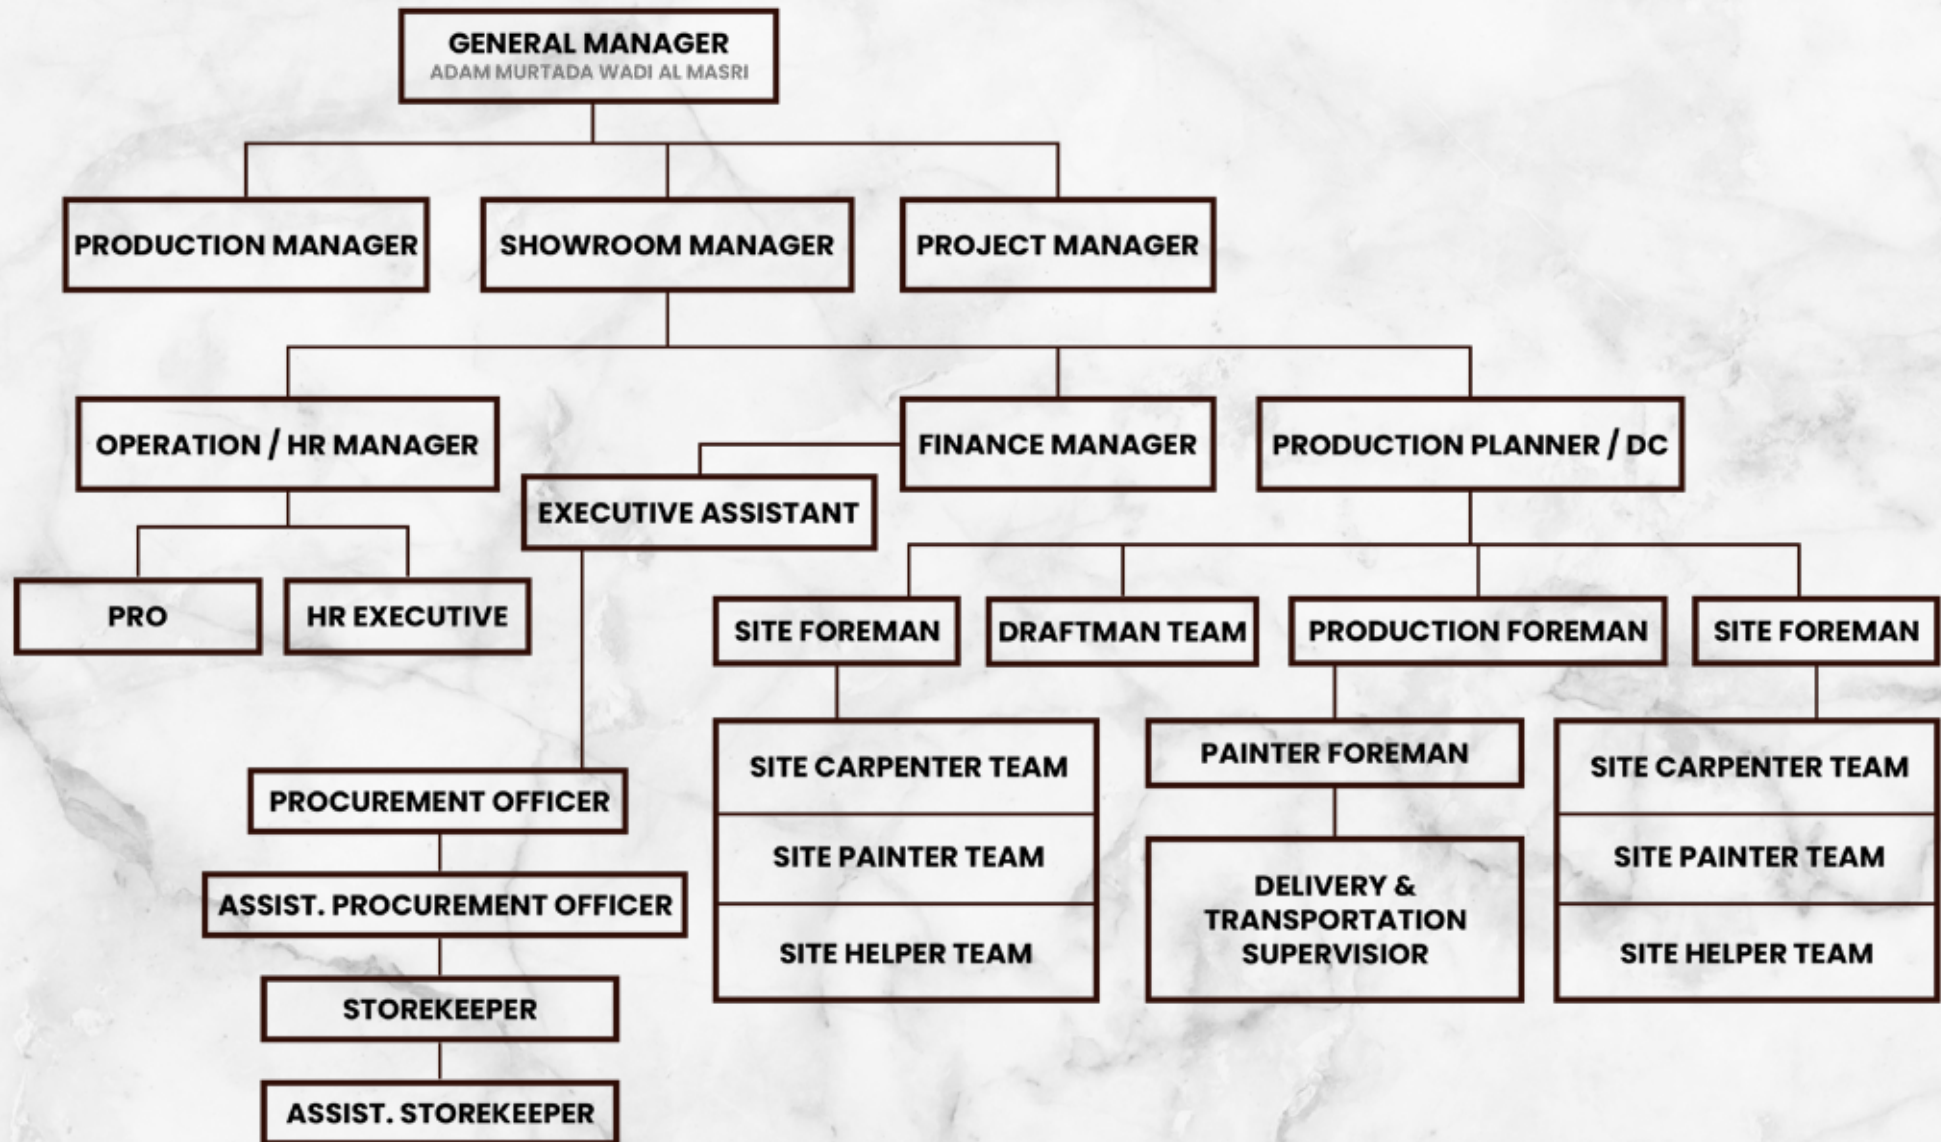 GENERAL MANAGER
ADAM MURTADA WADI AL MASRI
PRODUCTION MANAGER
SHOWROOM MANAGER
PROJECT MANAGER
OPERATION / HR MANAGER
FINANCE MANAGER
PRODUCTION PLANNER / DC
EXECUTIVE ASSISTANT
PRO
HR EXECUTIVE
SITE FOREMAN
DRAFTMAN TEAM
PRODUCTION FOREMAN
SITE FOREMAN
SITE CARPENTER TEAM
SITE PAINTER TEAM
SITE HELPER TEAM
PAINTER FOREMAN
DELIVERY &
TRANSPORTATION
SUPERVISIOR
SITE CARPENTER TEAM
SITE PAINTER TEAM
SITE HELPER TEAM
PROCUREMENT OFFICER
ASSIST. PROCUREMENT OFFICER
STOREKEEPER
ASSIST. STOREKEEPER